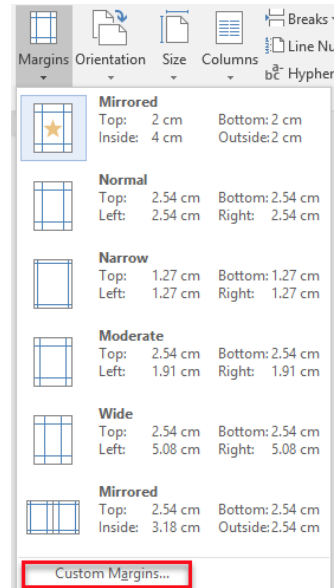 Breaks
Line Nu
Margins Orientation Size Columns
Hypher
Mirrored
Top: 2 cm Bottom: 2 cm
Inside: 4 cm Outside: 2 cm
Normal
Top: 2.54 cm Bottom: 2.54 cm
Left: 2.54 cm Right: 2.54 cm
Narrow
Top: 1.27 cm Bottom: 1.27 cm
Left: 1.27 cm Right: 1.27 cm
Moderate
Top: 2.54 cm Bottom: 2.54 cm
Left: 1.91 cm Right: 1.91 cm
Wide
Top: 2.54 cm Bottom: 2.54 cm
Left: 5.08 cm Right: 5.08 cm
Mirrored
Top: 2.54 cm Bottom: 2.54 cm
Inside: 3.18 cm Outside: 2.54 cm
Custom Margins...